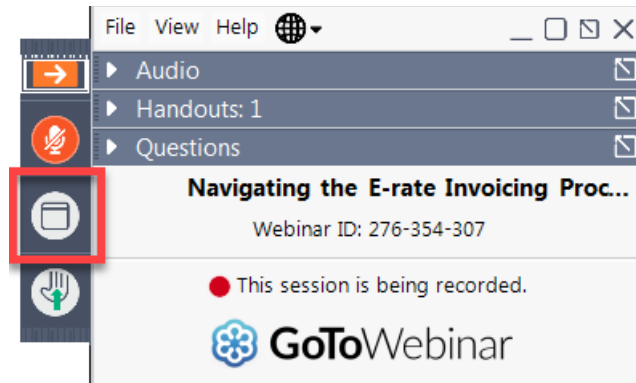 File View Help
Audio
Handouts: 1
Questions
Navigating the E-rate Invoicing Proc...
Webinar ID: 276-354-307
This session is being recorded.
GoToWebinar